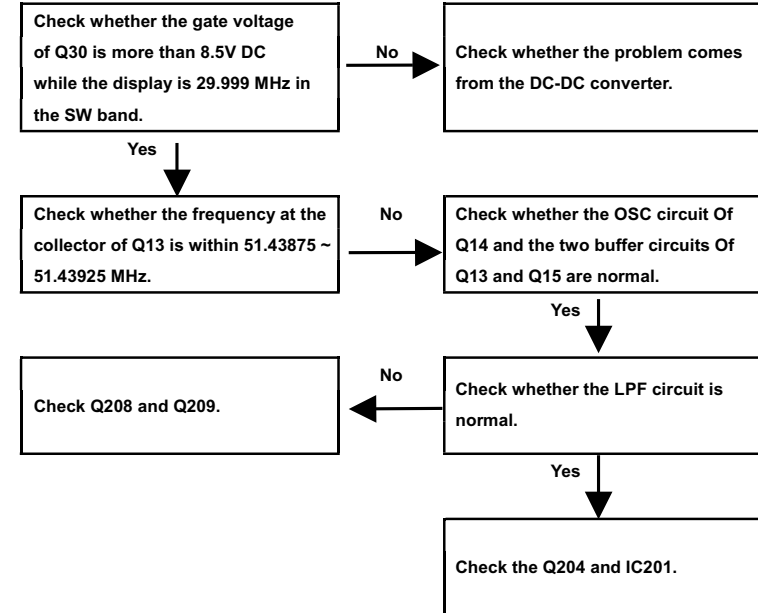 Check whether the gate voltage
of Q30 is more than 8.5V DC
while the display is 29.999 MHz in
the SW band.
No
Check whether the problem comes
from the DC-DC converter.
Yes
Check whether the frequency at the
collector of Q13 is within 51.43875 ~
51.43925 MHz.
No
Check whether the OSC circuit Of
Q14 and the two buffer circuits Of
Q13 and Q15 are normal.
Yes
Check Q208 and Q209.
No
Check whether the LPF circuit is
normal.
Yes
Check the Q204 and IC201.